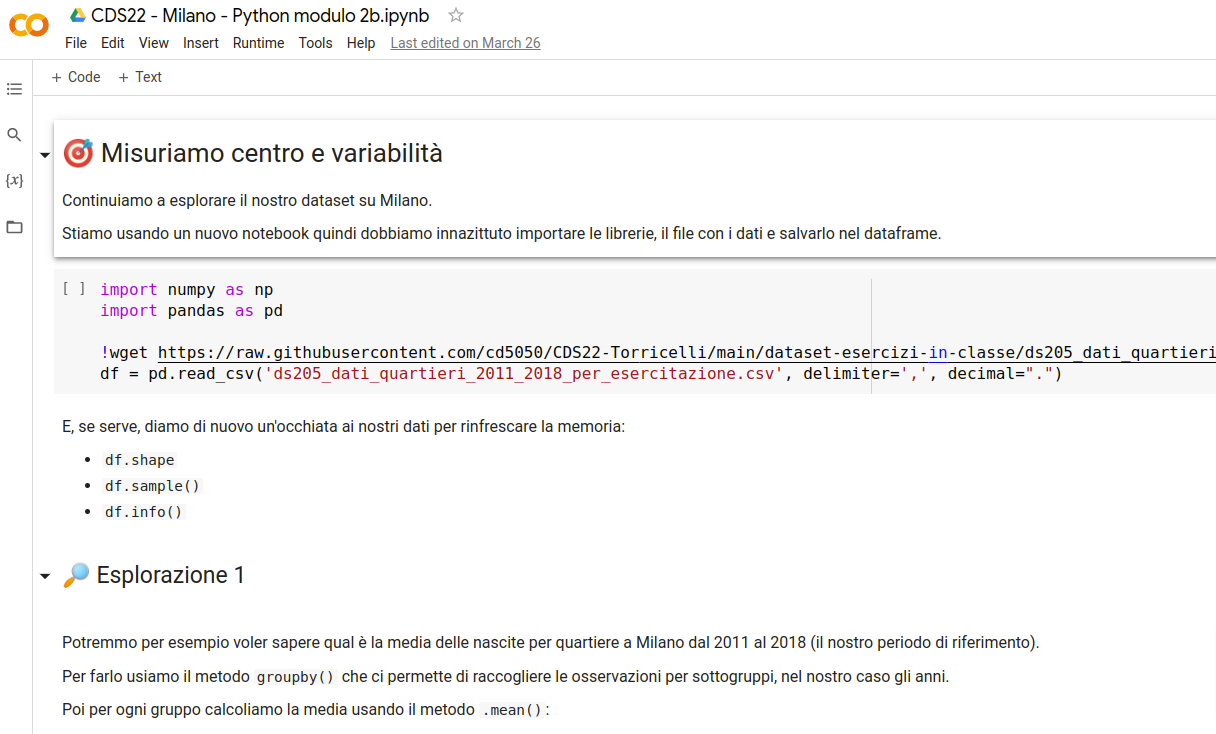 CDS22 - Milano - Python modulo 2b.ipynb
File Edit View Insert Runtime Tools Help Last edited on March 26
+ Code + Text
{x}
🎯 Misuriamo centro e variabilità
Continuiamo a esplorare il nostro dataset su Milano.
Stiamo usando un nuovo notebook quindi dobbiamo innazittuto importare le librerie, il file con i dati e salvarlo nel dataframe.
[ ] import numpy as np
import pandas as pd
!wget https://raw.githubusercontent.com/cd5050/CDS22-Torricelli/main/dataset-esercizi-in-classe/ds205_dati_quartieri
df = pd.read_csv('ds205_dati_quartieri_2011_2018_per_esercitazione.csv', delimiter=',', decimal=".")
E, se serve, diamo di nuovo un'occhiata ai nostri dati per rinfrescare la memoria:
• df.shape
• df.sample()
• df.info()
🔎 Esplorazione 1
Potremmo per esempio voler sapere qual è la media delle nascite per quartiere a Milano dal 2011 al 2018 (il nostro periodo di riferimento).
Per farlo usiamo il metodo groupby() che ci permette di raccogliere le osservazioni per sottogruppi, nel nostro caso gli anni.
Poi per ogni gruppo calcoliamo la media usando il metodo .mean():